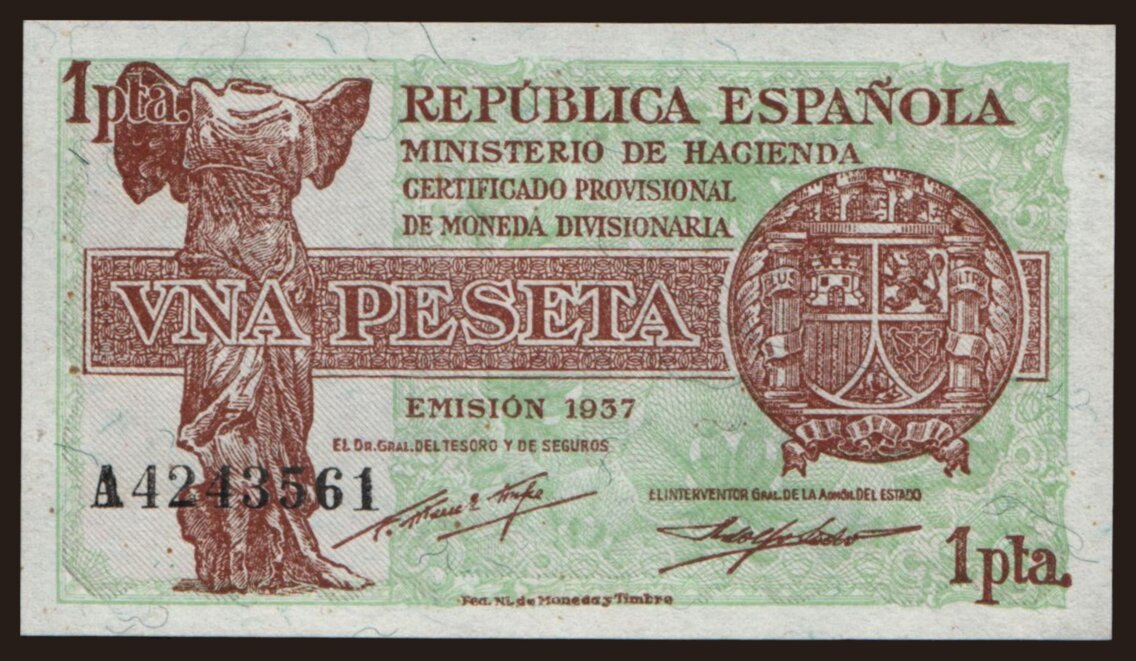 1 pta.
REPÚBLICA ESPAÑOLA
MINISTERIO DE HACIENDA
CERTIFICADO PROVISIONAL
DE MONEDA DIVISIONARIA
VNA PESETA
EMISIÓN 1937
EL DR. GRAL. DEL TESORO Y DE SEGUROS
A4243561
EL INTERVENTOR GRAL. DE LA ADMÓN. DEL ESTADO
1 pta.
Fca. Nl. de Moneda y Timbre